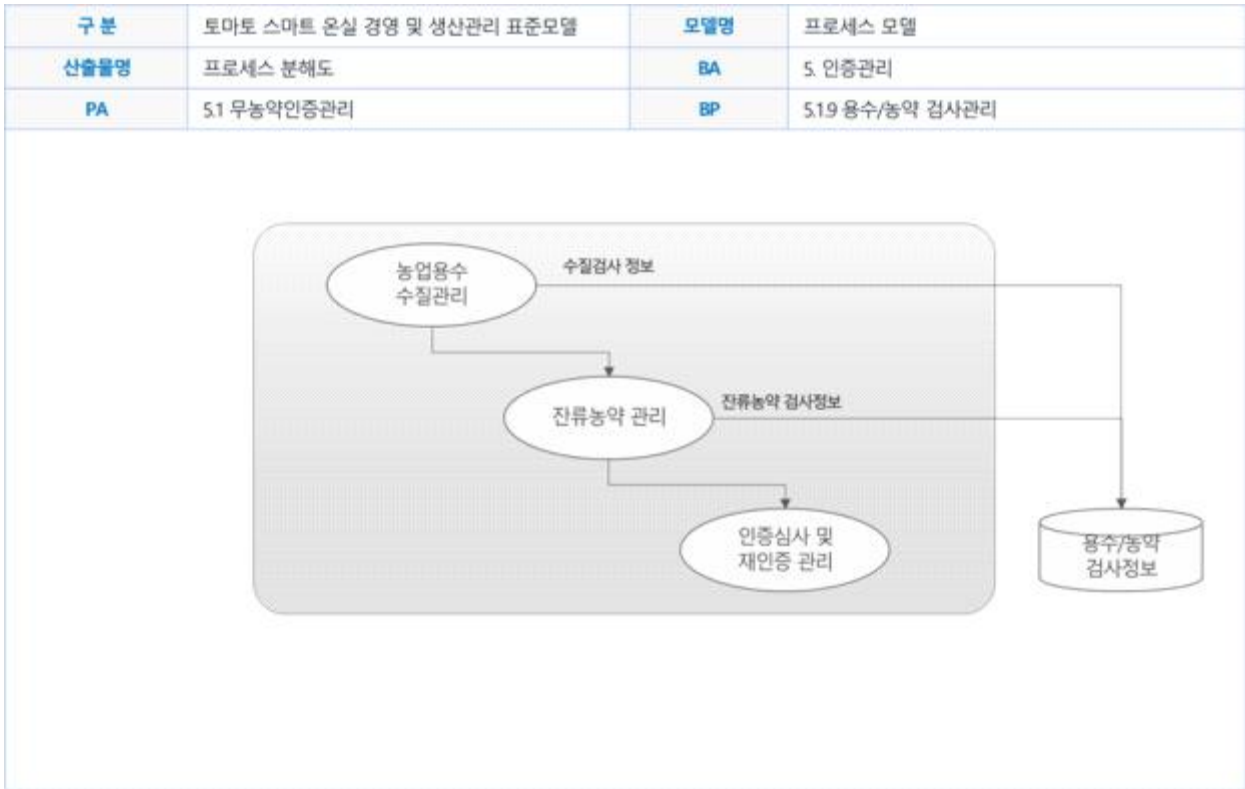 구 분 토마토 스마트 온실 경영 및 생산관리 표준모델 모델명 프로세스 모델
산출물명 프로세스 분해도 BA 5. 인증관리
PA 5.1 무농약인증관리 BP 5.1.9 용수/농약 검사관리
농업용수
수질관리
수질검사 정보
잔류농약 관리
잔류농약 검사정보
인증심사 및
재인증 관리
용수/농약
검사정보